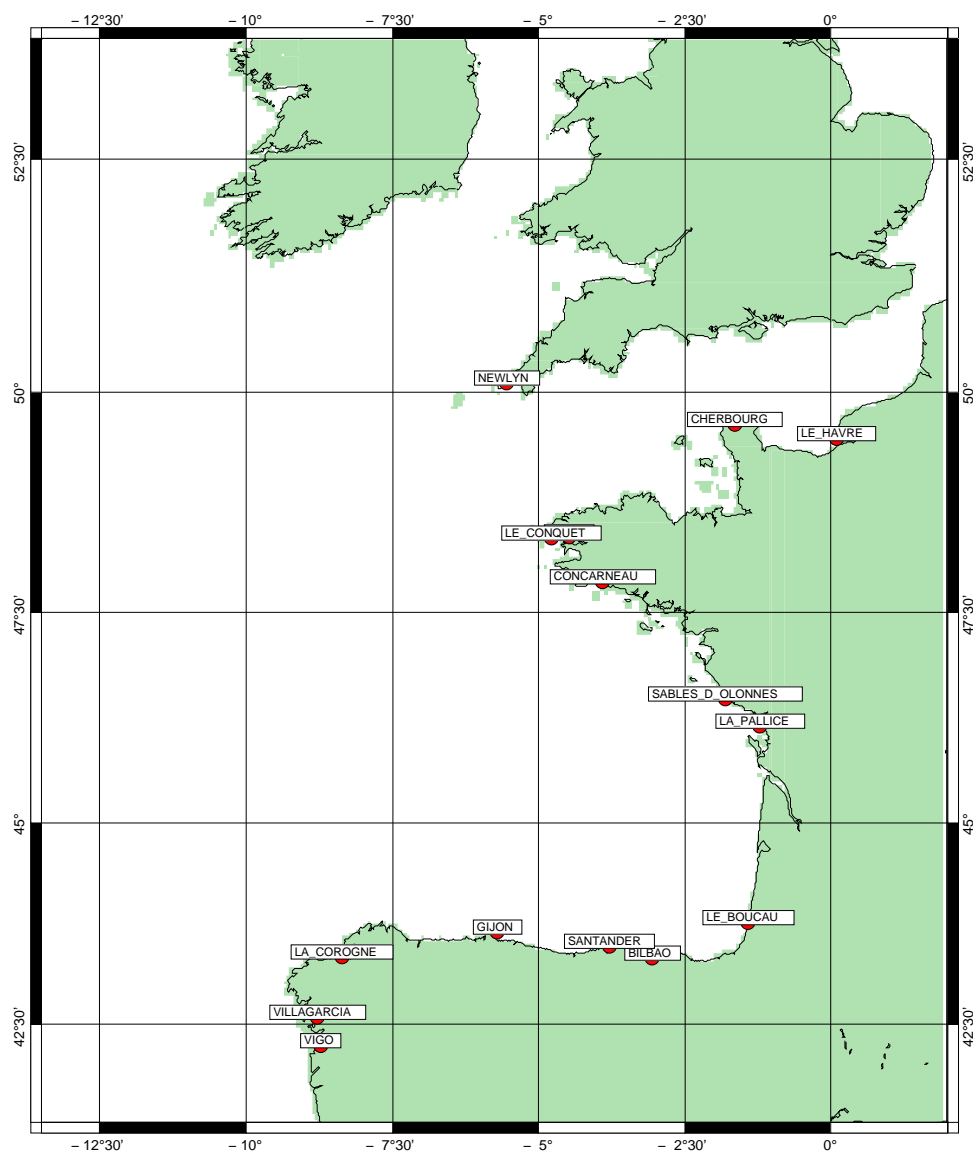 − 12°30'
− 10°
− 7°30'
− 5°
− 2°30'
0°
52°30'
52°30'
NEWLYN
50°
50°
CHERBOURG
LE_HAVRE
LE_CONQUET
CONCARNEAU
47°30'
47°30'
SABLES_D_OLONNES
LA_PALLICE
45°
45°
LE_BOUCAU
GIJON
SANTANDER
BILBAO
LA_COROGNE
VILLAGARCIA
42°30'
42°30'
VIGO
− 12°30'
− 10°
− 7°30'
− 5°
− 2°30'
0°